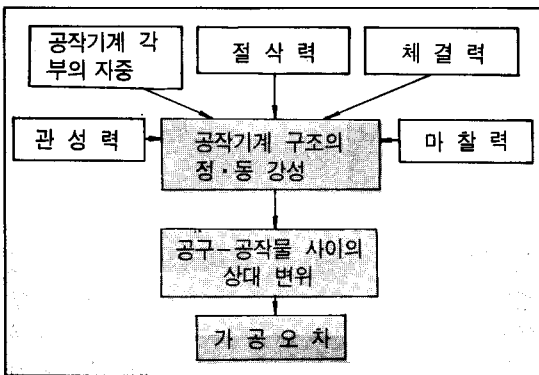 공작기계 각
부의 자중
절 삭 력
체 결 력
관 성 력
공작기계 구조의
정·동 강성
마 찰 력
공구-공작물 사이의
상대 변위
가 공 오 차